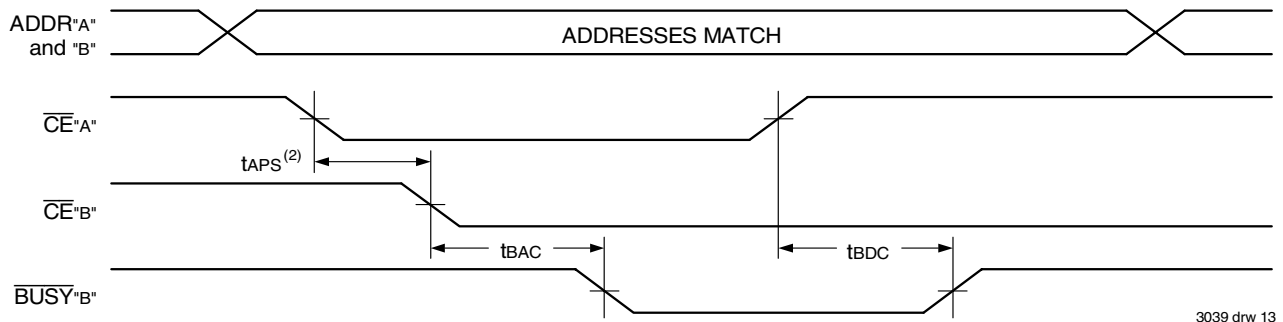 ADDR"A"
and "B"
ADDRESSES MATCH
CE"A"
tAPS(2)
CE"B"
tBAC
tBDC
BUSY"B"
3039 drw 13